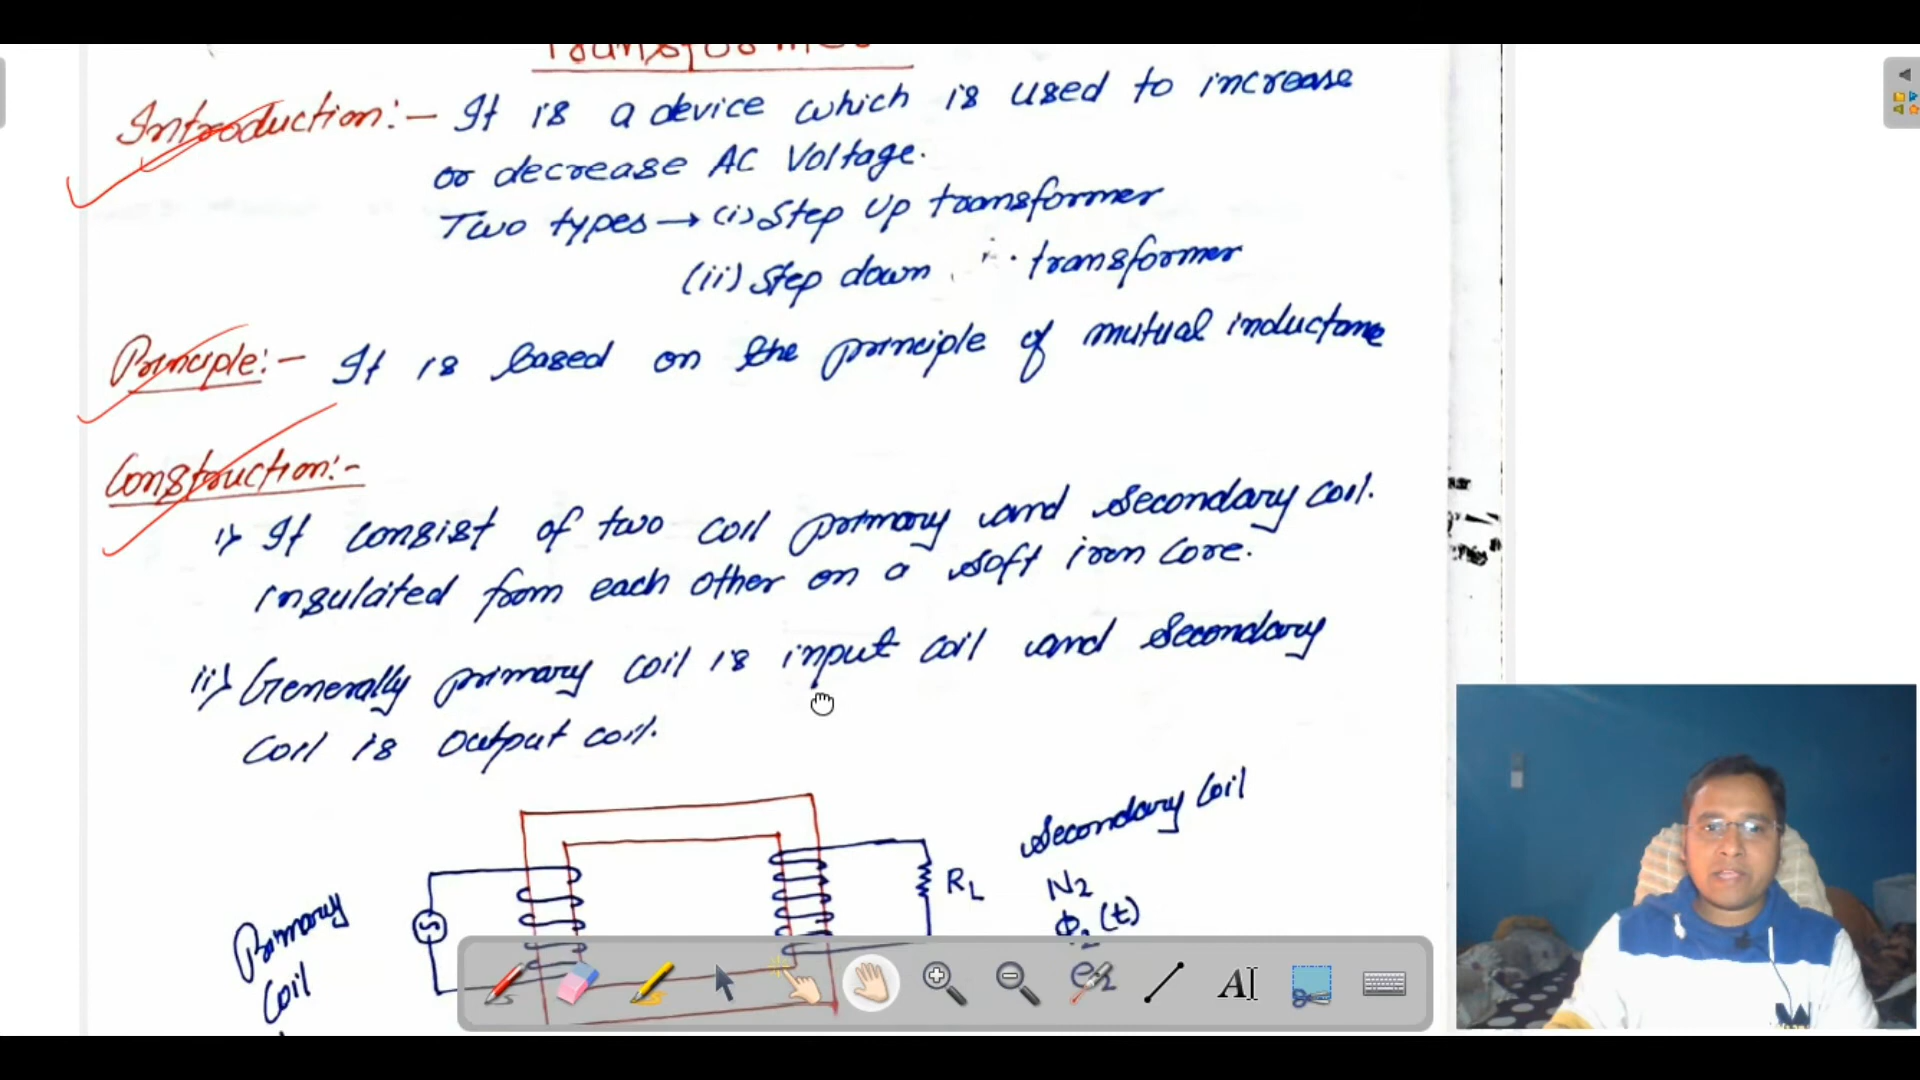 Transformer
Introduction:- It is a device which is used to increase
or decrease AC Voltage.
Two types → (i) Step Up transformer
(ii) Step down transformer
Principle:- It is based on the principle of mutual inductance
Construction:-
i) It consist of two coil primary and secondary coil.
insulated from each other on a soft iron core.
ii) Generally primary coil is input coil and secondary
coil is output coil.
Secondary Coil
R_L
N₂
ϕ₂(t)
Primary
Coil
AI